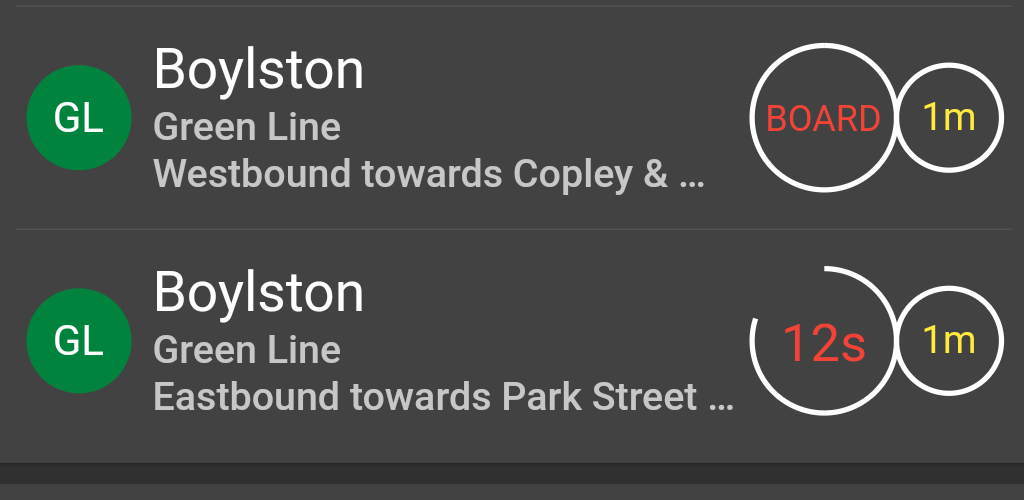 Boylston
GL
Green Line
Westbound towards Copley & ...
BOARD
1m
Boylston
GL
Green Line
Eastbound towards Park Street ...
12s
1m